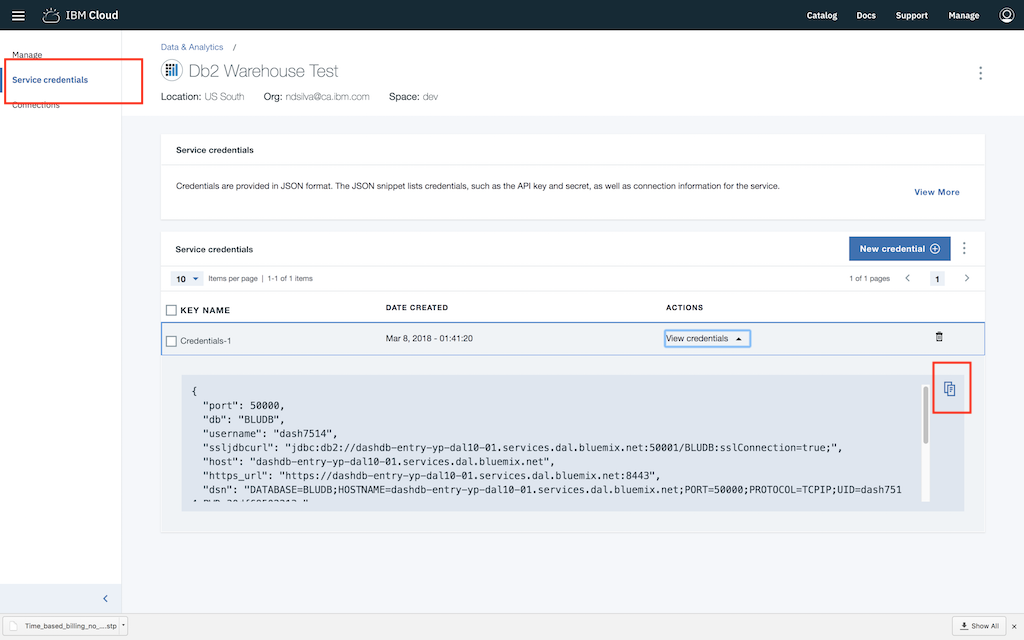 IBM Cloud
Catalog Docs Support Manage
Manage
Service credentials
Connections
Data & Analytics /
Db2 Warehouse Test
Location: US South Org: ndsilva@ca.ibm.com Space: dev
Service credentials
Credentials are provided in JSON format. The JSON snippet lists credentials, such as the API key and secret, as well as connection information for the service.
View More
Service credentials
New credential
10 Items per page | 1-1 of 1 items
1 of 1 pages 1
KEY NAME DATE CREATED ACTIONS
Credentials-1 Mar 8, 2018 - 01:41:20 View credentials
{
"port": 50000,
"db": "BLUDB",
"username": "dash7514",
"ssljdbcurl": "jdbc:db2://dashdb-entry-yp-dal10-01.services.dal.bluemix.net:50001/BLUDB:sslConnection=true;",
"host": "dashdb-entry-yp-dal10-01.services.dal.bluemix.net",
"https_url": "https://dashdb-entry-yp-dal10-01.services.dal.bluemix.net:8443",
"dsn": "DATABASE=BLUDB;HOSTNAME=dashdb-entry-yp-dal10-01.services.dal.bluemix.net;PORT=50000;PROTOCOL=TCPIP;UID=dash751
Time_based_billing_no_....stp
Show All